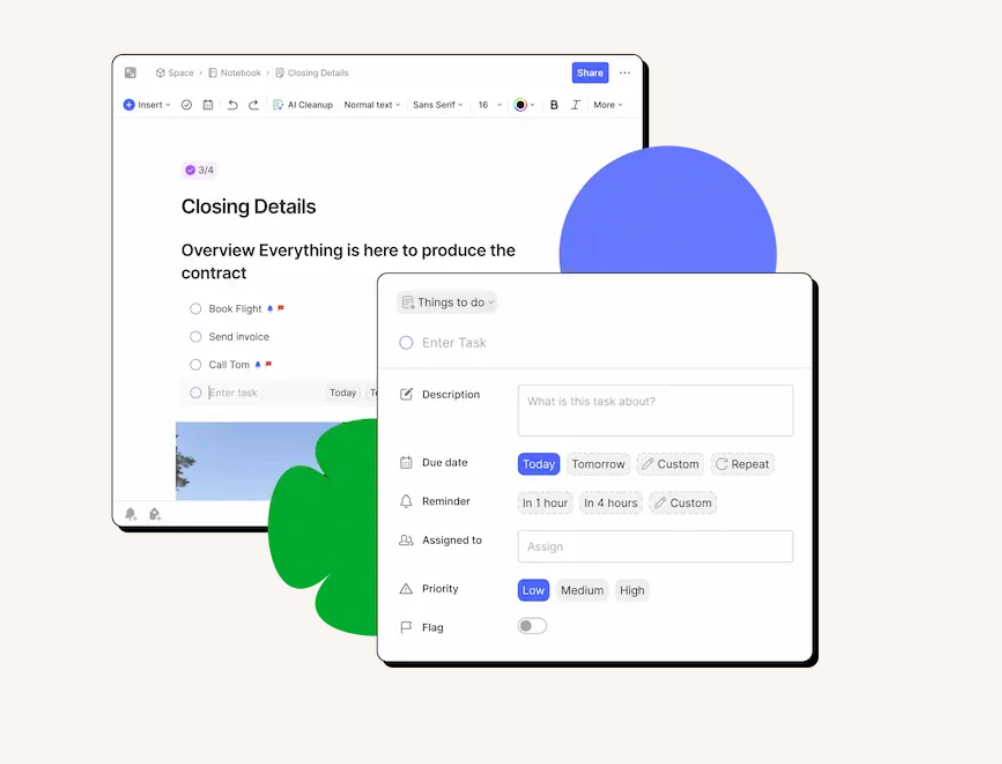 Space > Notebook > Closing Details
Share
Insert
AI Cleanup
Normal text
Sans Serif
16
B
I
More
3/4
Closing Details
Overview Everything is here to produce the
contract
Book Flight
Send invoice
Call Tom
Enter task
Today
Things to do
Enter Task
Description
What is this task about?
Due date
Today
Tomorrow
Custom
Repeat
Reminder
In 1 hour
In 4 hours
Custom
Assigned to
Assign
Priority
Low
Medium
High
Flag